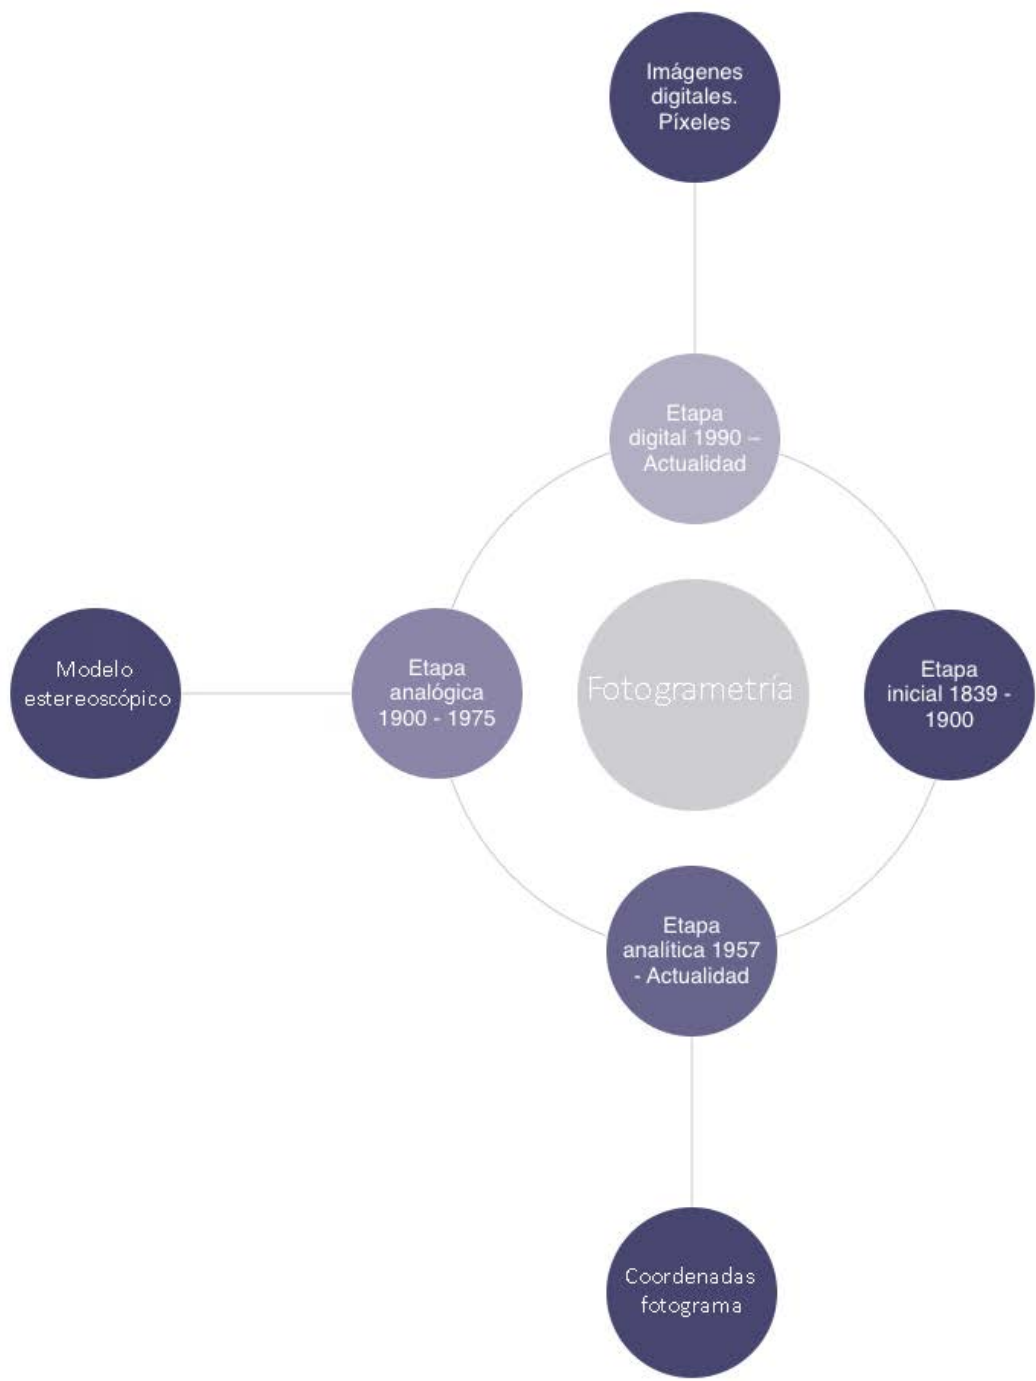 Imágenes
digitales.
Píxeles
Etapa
digital 1990 –
Actualidad
Modelo
estereoscópico
Etapa
analógica
1900 - 1975
Fotogrametría
Etapa
inicial 1839 -
1900
Etapa
analítica 1957
- Actualidad
Coordenadas
fotograma